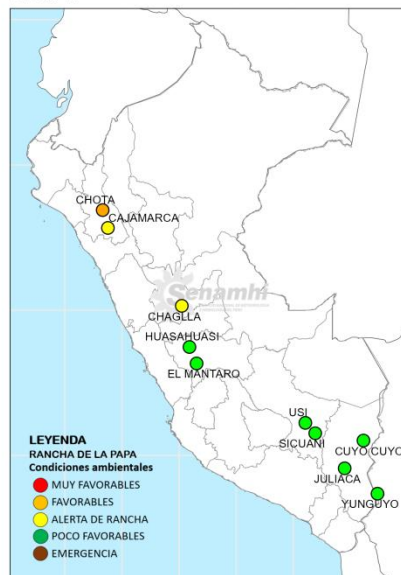 CHOTA
CAJAMARCA
Senamhi
CHAGLLA
HUASAHUASI
EL MANTARO
USI
SICUANI
CUYO CUYO
JULIACA
YUNGUYO
LEYENDA
RANCHA DE LA PAPA
Condiciones ambientales
MUY FAVORABLES
FAVORABLES
ALERTA DE RANCHA
POCO FAVORABLES
EMERGENCIA